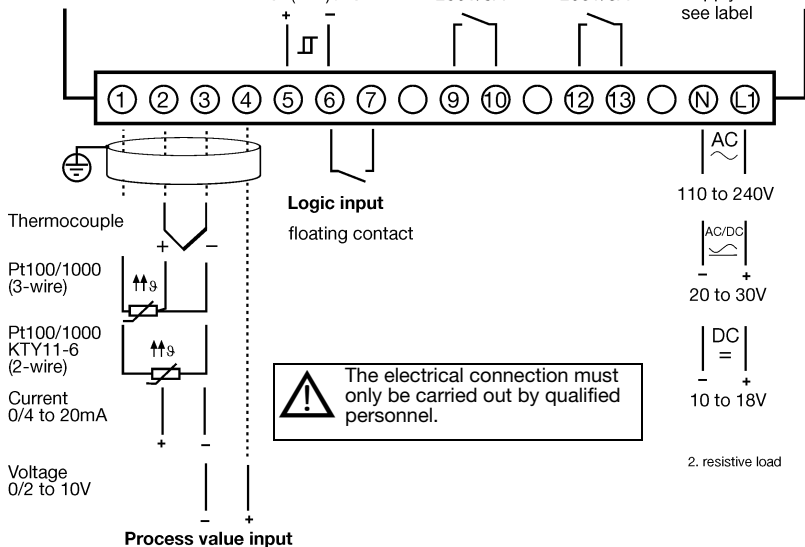 see label
+ −
1 2 3 4 5 6 7 9 10 12 13 N L1
AC
110 to 240V
Logic input
floating contact
Thermocouple
+ −
AC/DC
− +
20 to 30V
Pt100/1000
(3-wire)
ϑ
Pt100/1000
KTY11-6
(2-wire)
ϑ
DC
=
− +
10 to 18V
The electrical connection must
only be carried out by qualified
personnel.
Current
0/4 to 20mA
+ −
2. resistive load
Voltage
0/2 to 10V
− +
Process value input